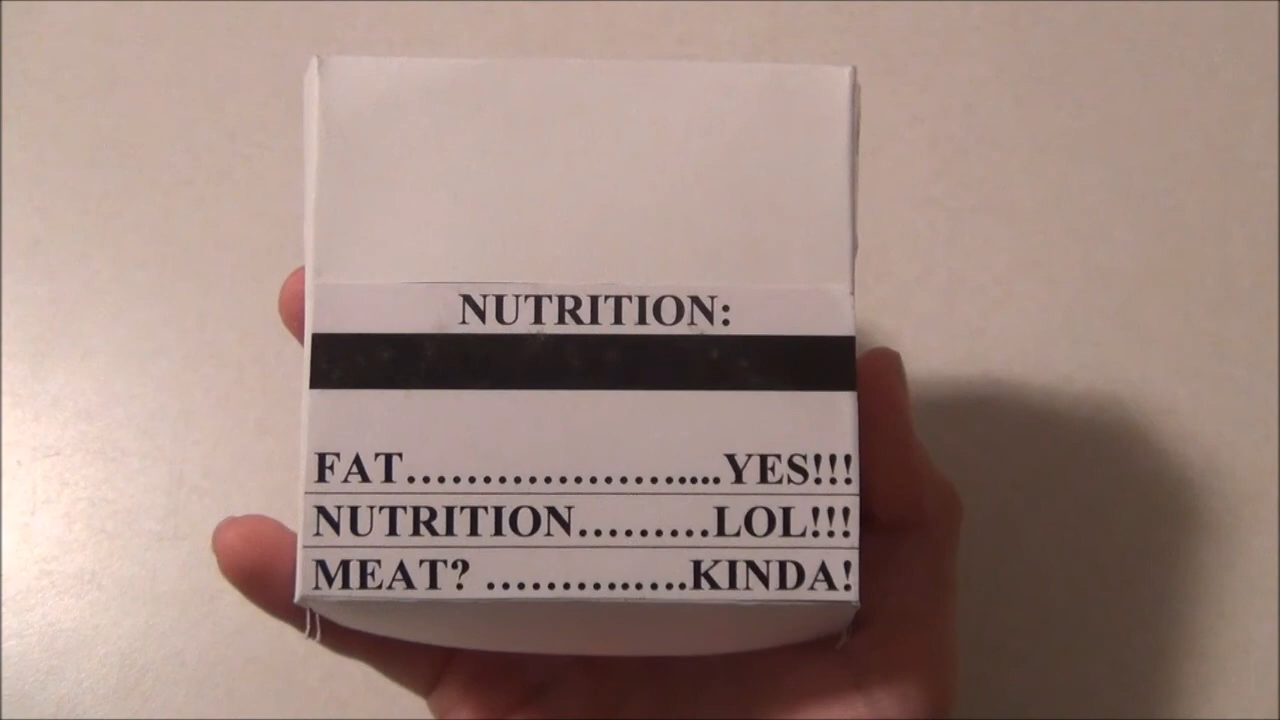 NUTRITION:
FAT........................YES!!!
NUTRITION.........LOL!!!
MEAT? ..............KINDA!